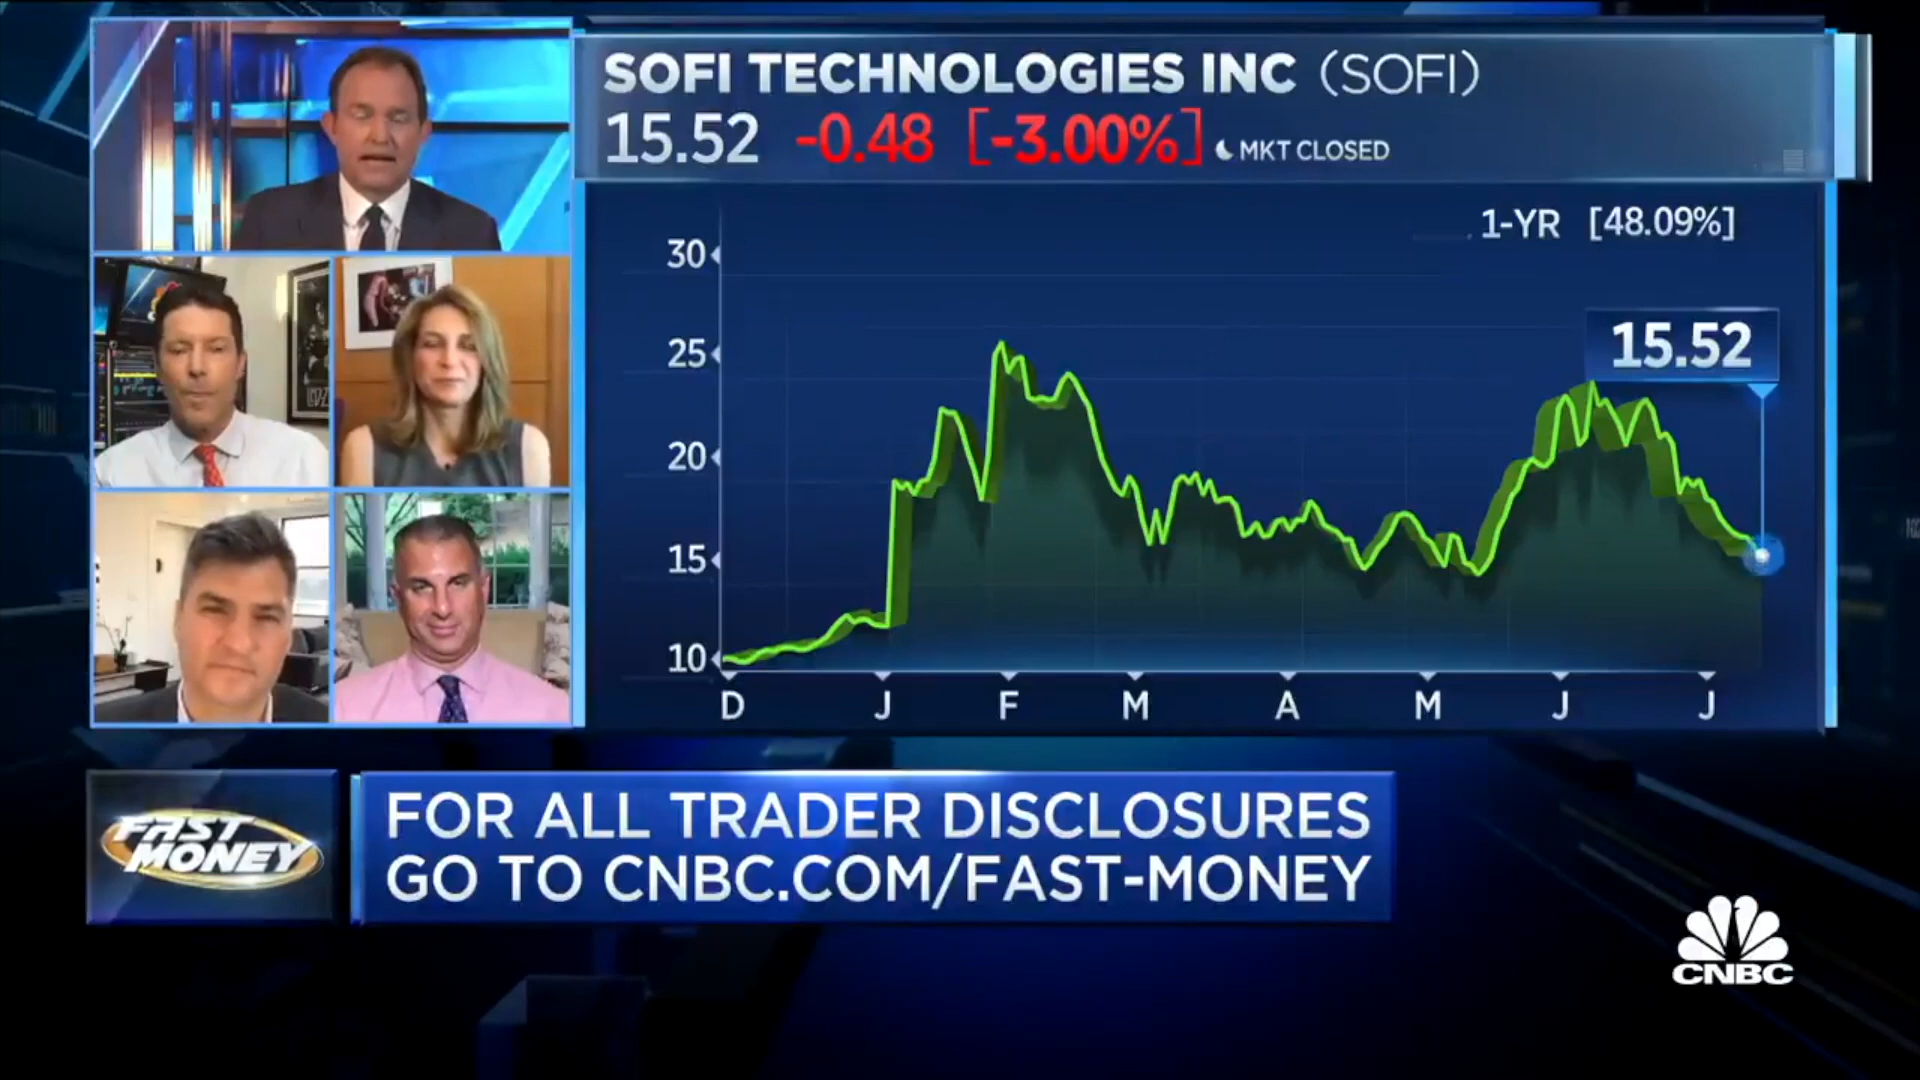 SOFI TECHNOLOGIES INC (SOFI)
15.52 -0.48 [-3.00%] MKT CLOSED
1-YR [48.09%]
30
25
20
15
10
15.52
D J F M A M J J
FAST
MONEY
FOR ALL TRADER DISCLOSURES
GO TO CNBC.COM/FAST-MONEY
CNBC